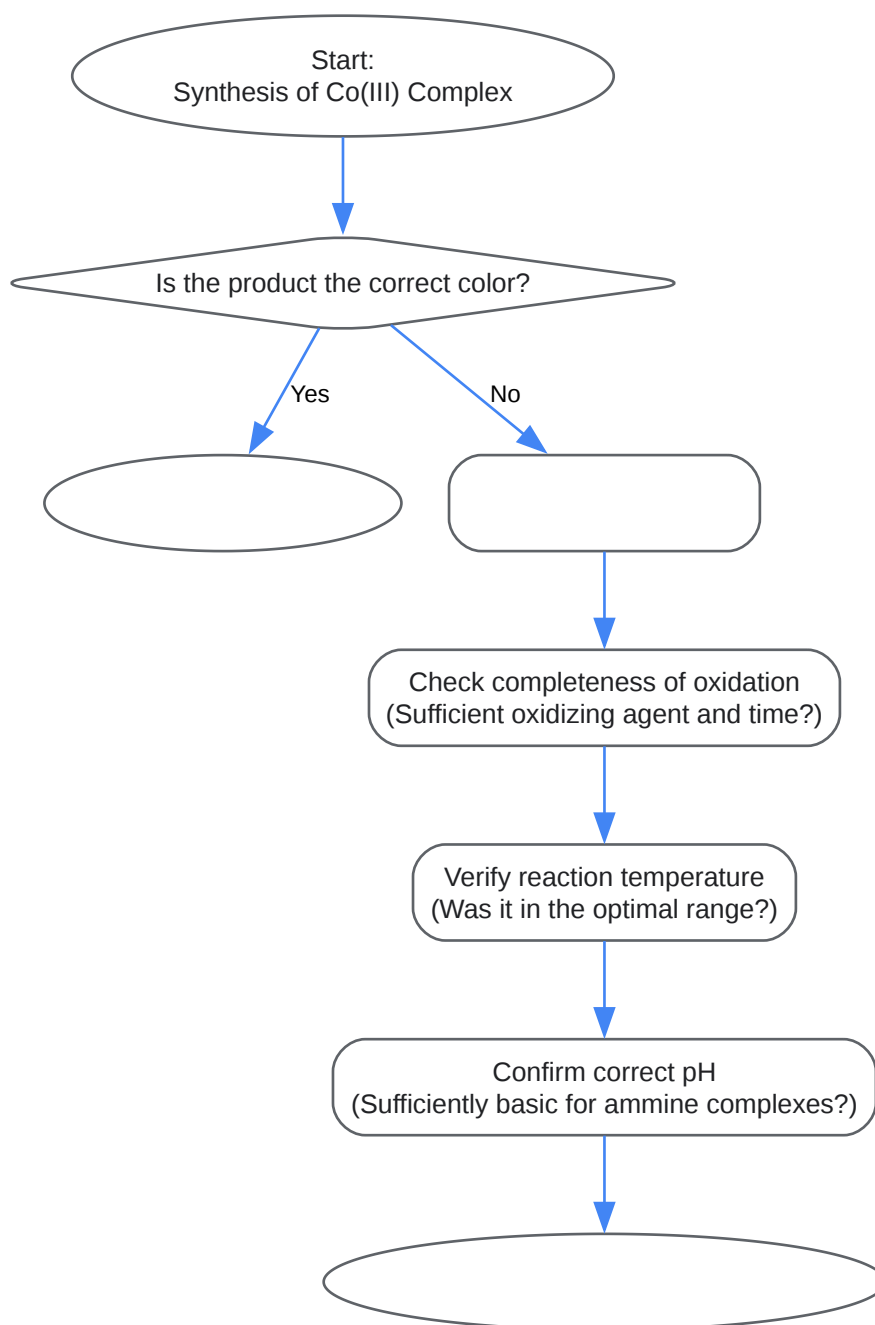 Start:
Synthesis of Co(III) Complex
Is the product the correct color?
Yes
No
Check completeness of oxidation
(Sufficient oxidizing agent and time?)
Verify reaction temperature
(Was it in the optimal range?)
Confirm correct pH
(Sufficiently basic for ammine complexes?)